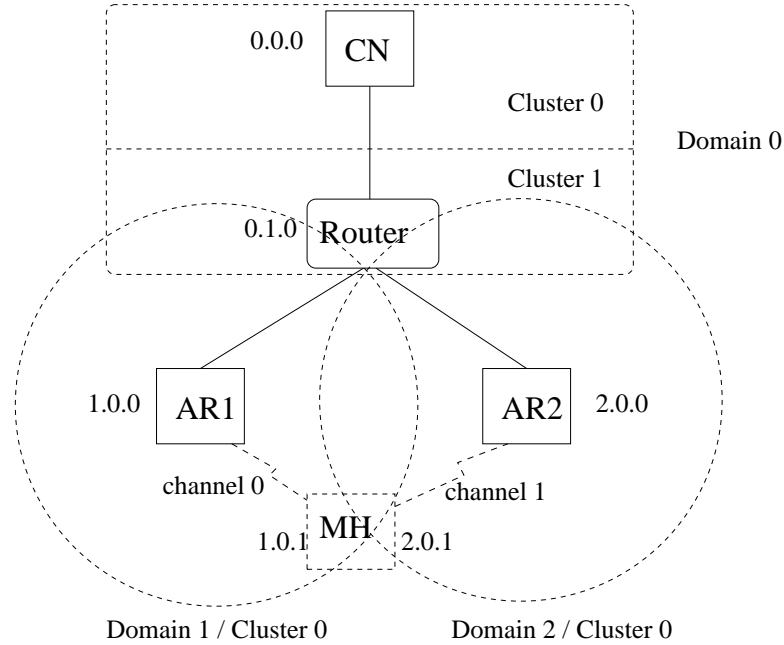 0.0.0
CN
Cluster 0
Domain 0
Cluster 1
0.1.0
Router
1.0.0
AR1
AR2
2.0.0
channel 0
channel 1
1.0.1
MH
2.0.1
Domain 1 / Cluster 0
Domain 2 / Cluster 0